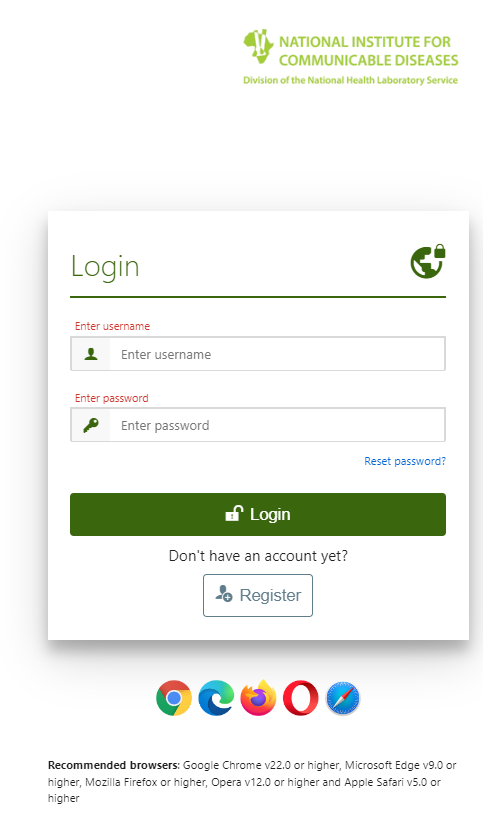 NATIONAL INSTITUTE FOR
COMMUNICABLE DISEASES
Division of the National Health Laboratory Service
Login
Enter username
Enter username
Enter password
Enter password
Reset password?
Login
Don't have an account yet?
Register
Recommended browsers: Google Chrome v22.0 or higher, Microsoft Edge v9.0 or
higher, Mozilla Firefox or higher, Opera v12.0 or higher and Apple Safari v5.0 or
higher